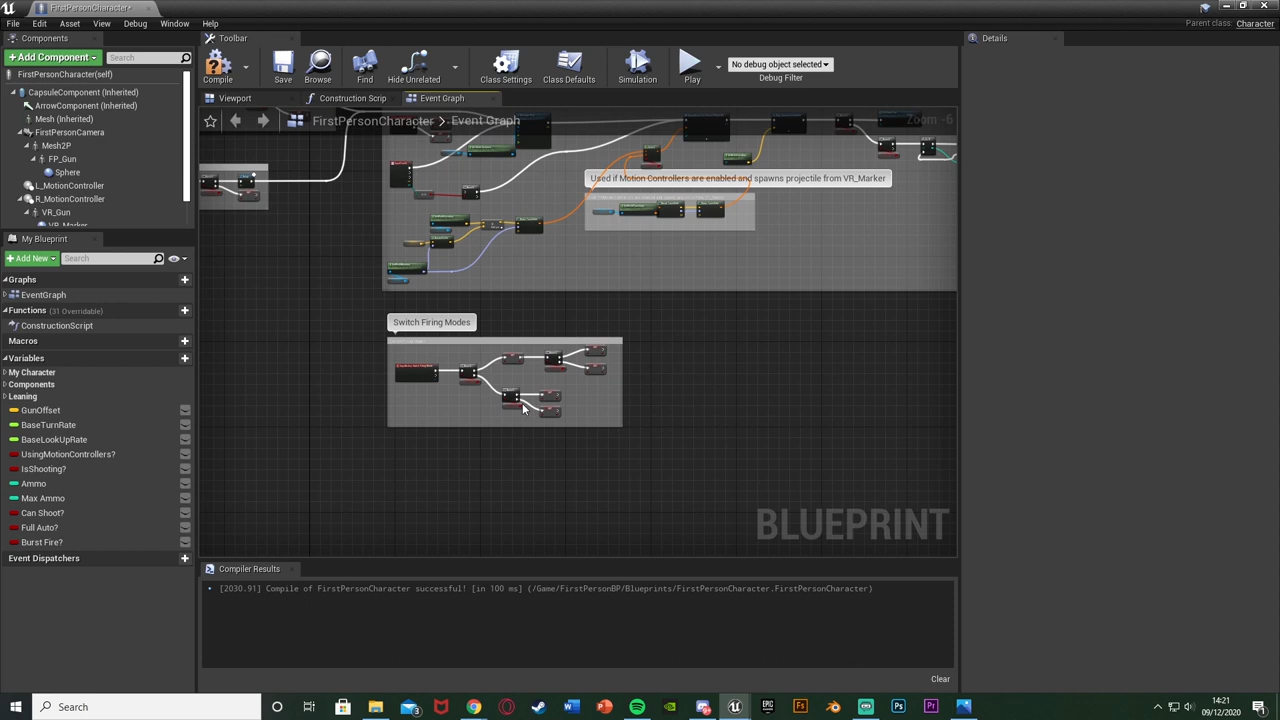 FirstPersonCharacter*
File Edit Asset View Debug Window Help
Parent class: Character
Components
Toolbar
Details
+Add Component
Search
FirstPersonCharacter(self)
CapsuleComponent (Inherited)
ArrowComponent (Inherited)
Mesh (Inherited)
FirstPersonCamera
Mesh2P
FP_Gun
Sphere
L_MotionController
R_MotionController
VR_Gun
Compile
Save
Browse
Find
Hide Unrelated
Class Settings
Class Defaults
Simulation
Play
No debug object selected
Debug Filter
Viewport
Construction Scrip
Event Graph
FirstPersonCharacter > Event Graph
Zoom -6
Used if Motion Controllers are enabled and spawns projectile from VR_Marker
Switch Firing Modes
BLUEPRINT
My Blueprint
+Add New
Search
Graphs
EventGraph
Functions (31 Overridable)
ConstructionScript
Macros
Variables
My Character
Components
Leaning
GunOffset
BaseTurnRate
BaseLookUpRate
UsingMotionControllers?
IsShooting?
Ammo
Max Ammo
Can Shoot?
Full Auto?
Burst Fire?
Event Dispatchers
Compiler Results
[2030.91] Compile of FirstPersonCharacter successful! [in 100 ms] (/Game/FirstPersonBP/Blueprints/FirstPersonCharacter.FirstPersonCharacter)
Clear
Search
14:21
09/12/2020